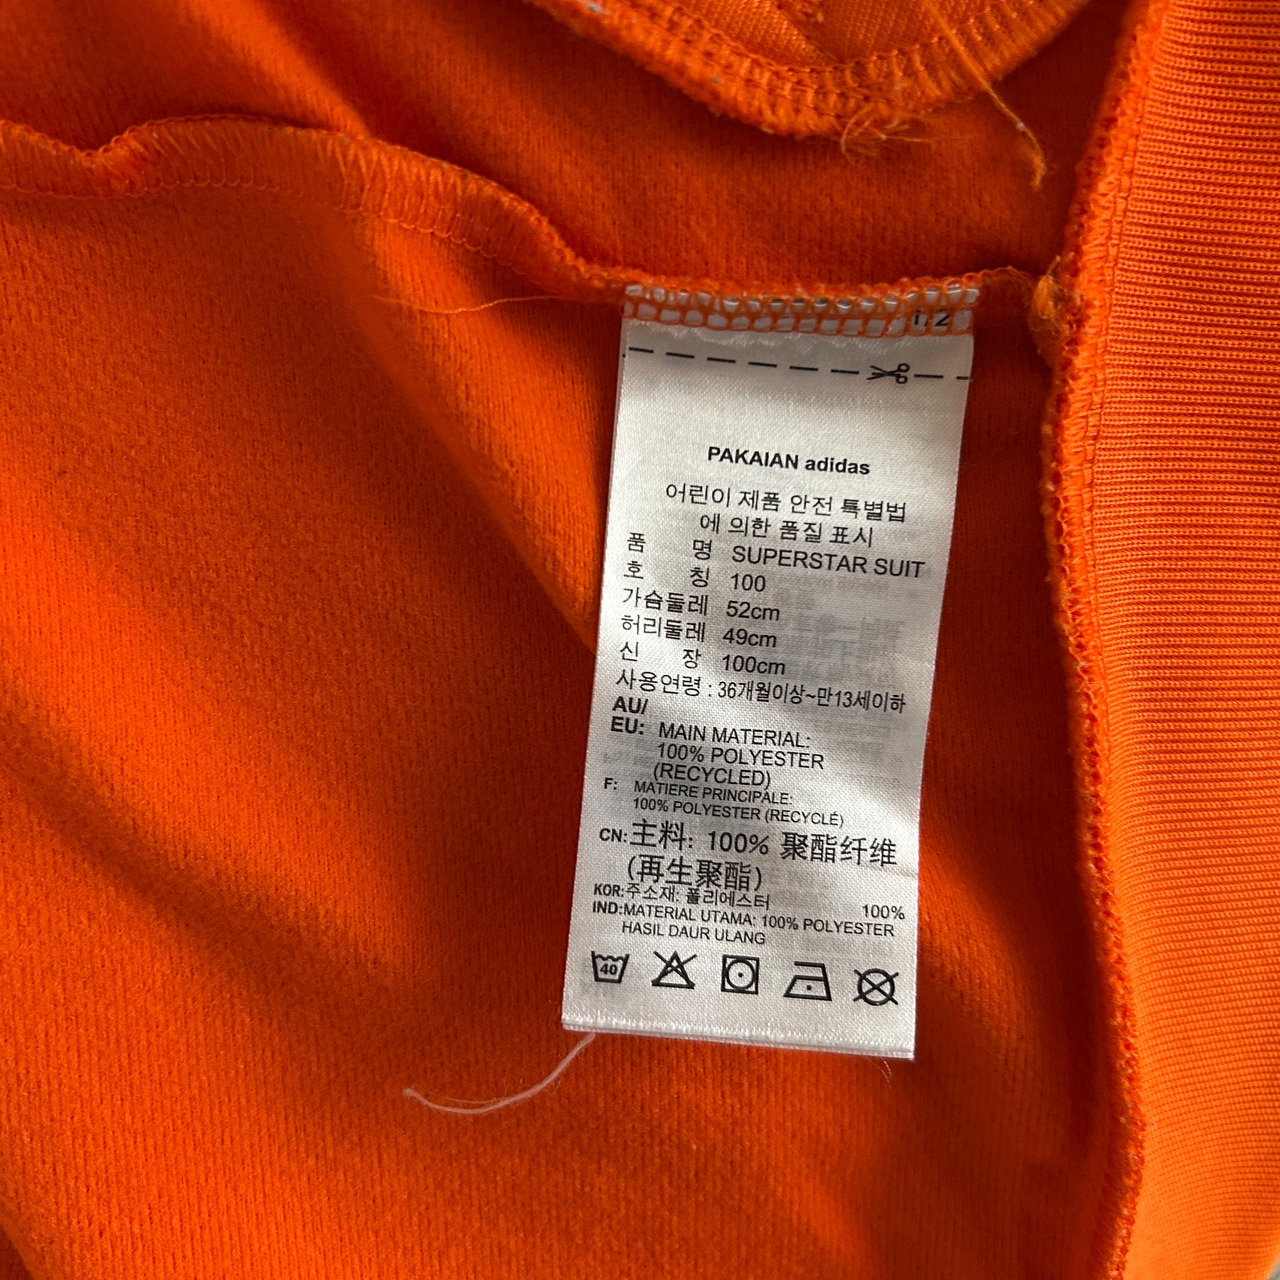 1.2
PAKAIAN adidas
어린이 제품 안전 특별법
에 의한 품질 표시
품 명 SUPERSTAR SUIT
호 칭 100
가슴둘레 52cm
허리둘레 49cm
신 장 100cm
사용연령 : 36개월이상~만13세이하
AU/
EU: MAIN MATERIAL:
100% POLYESTER
(RECYCLED)
F: MATIERE PRINCIPALE:
100% POLYESTER (RECYCLÉ)
CN: 主料: 100% 聚酯纤维
(再生聚酯)
KOR: 주소재: 폴리에스터 100%
IND: MATERIAL UTAMA: 100% POLYESTER
HASIL DAUR ULANG
40